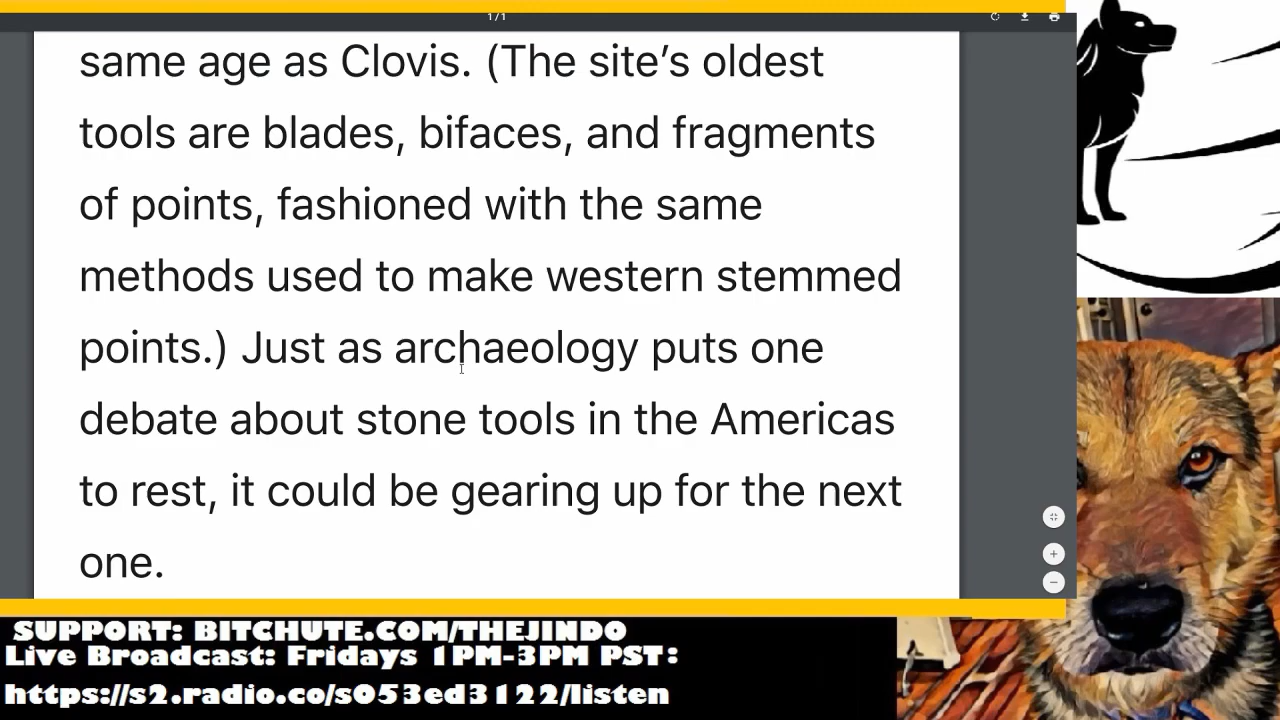 1/1
same age as Clovis. (The site’s oldest
tools are blades, bifaces, and fragments
of points, fashioned with the same
methods used to make western stemmed
points.) Just as archaeology puts one
debate about stone tools in the Americas
to rest, it could be gearing up for the next
one.
SUPPORT: BITCHUTE.COM/THEJINDO
Live Broadcast: Fridays 1PM-3PM PST:
https://s2.radio.co/s053ed3122/listen